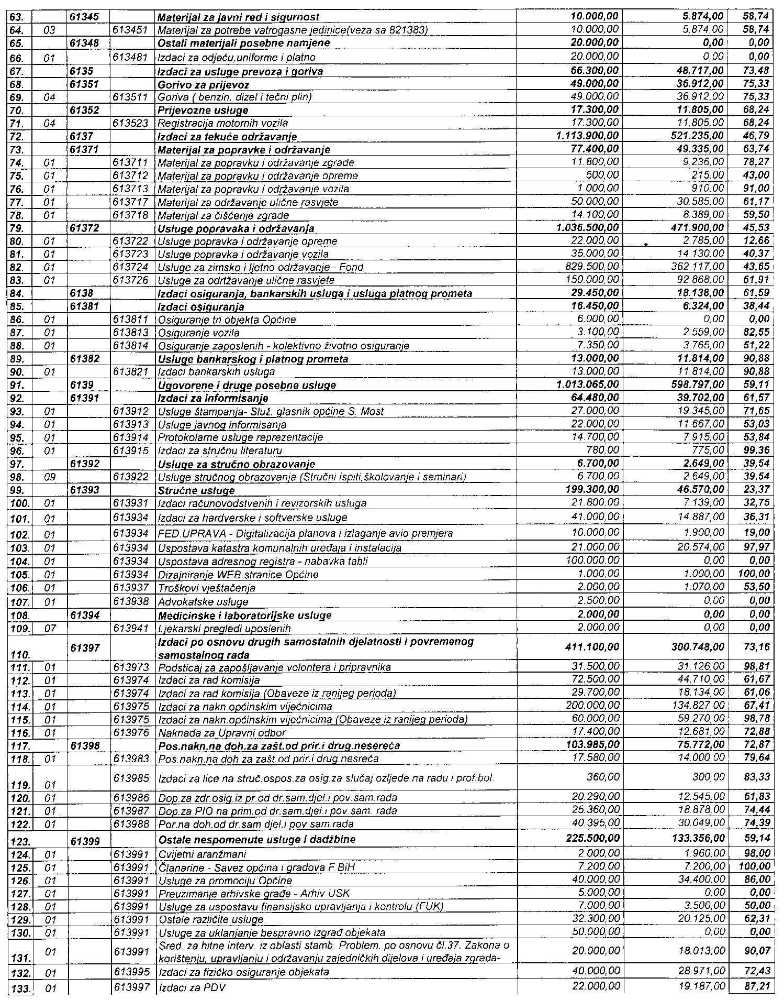 63. 61345 Materijal za javni red i sigurnost 10.000,00 5.874,00 58,74
64. 03 613451 Materijal za potrebe vatrogasne jedinice(veza sa 821383) 10.000,00 5.874,00 58,74
65. 61348 Ostali materijali posebne namjene 20.000,00 0,00 0,00
66. 01 613481 Izdaci za odjeću,uniforme i platno 20.000,00 0,00 0,00
67. 6135 Izdaci za usluge prevoza i goriva 66.300,00 48.717,00 73,48
68. 61351 Gorivo za prijevoz 49.000,00 36.912,00 75,33
69. 04 613511 Goriva ( benzin, dizel i tečni plin) 49.000,00 36.912,00 75,33
70. 61352 Prijevozne usluge 17.300,00 11.805,00 68,24
71. 04 613523 Registracija motornih vozila 17.300,00 11.805,00 68,24
72. 6137 Izdaci za tekuće održavanje 1.113.900,00 521.235,00 46,79
73. 61371 Materijal za popravke i održavanje 77.400,00 49.335,00 63,74
74. 01 613711 Materijal za popravku i održavanje zgrade 11.800,00 9.236,00 78,27
75. 01 613712 Materijal za popravku i održavanje opreme 500,00 215,00 43,00
76. 01 613713 Materijal za popravku i održavanje vozila 1.000,00 910,00 91,00
77. 01 613717 Materijal za održavanje ulične rasvjete 50.000,00 30.585,00 61,17
78. 01 613718 Materijal za čišćenje zgrade 14.100,00 8.389,00 59,50
79. 61372 Usluge popravaka i održavanja 1.036.500,00 471.900,00 45,53
80. 01 613722 Usluge popravka i održavanje opreme 22.000,00 2.785,00 12,66
81. 01 613723 Usluge popravka i održavanje vozila 35.000,00 14.130,00 40,37
82. 01 613724 Usluge za zimsko i ljetno održavanje - Fond 829.500,00 362.117,00 43,65
83. 01 613726 Usluge za odrtžavanje ulične rasvjete 150.000,00 92.868,00 61,91
84. 6138 Izdaci osiguranja, bankarskih usluga i usluga platnog prometa 29.450,00 18.138,00 61,59
85. 61381 Izdaci osiguranja 16.450,00 6.324,00 38,44
86. 01 613811 Osiguranje tri objekta Općine 6.000,00 0,00 0,00
87. 01 613813 Osiguranje vozila 3.100,00 2.559,00 82,55
88. 01 613814 Osiguranje zaposlenih - kolektivno životno osiguranje 7.350,00 3.765,00 51,22
89. 61382 Usluge bankarskog i platnog prometa 13.000,00 11.814,00 90,88
90. 01 613821 Izdaci bankarskih usluga 13.000,00 11.814,00 90,88
91. 6139 Ugovorene i druge posebne usluge 1.013.065,00 598.797,00 59,11
92. 61391 Izdaci za informisanje 64.480,00 39.702,00 61,57
93. 01 613912 Usluge štampanja- Služ. glasnik općine S. Most 27.000,00 19.345,00 71,65
94. 01 613913 Usluge javnog informisanja 22.000,00 11.667,00 53,03
95. 01 613914 Protokolarne usluge reprezentacije 14.700,00 7.915,00 53,84
96. 01 613915 Izdaci za stručnu literaturu 780,00 775,00 99,36
97. 61392 Usluge za stručno obrazovanje 6.700,00 2.649,00 39,54
98. 09 613922 Usluge stručnog obrazovanja (Stručni ispiti,školovanje i seminari) 6.700,00 2.649,00 39,54
99. 61393 Stručne usluge 199.300,00 46.570,00 23,37
100. 01 613931 Izdaci računovodstvenih i revizorskih usluga 21.800,00 7.139,00 32,75
101. 01 613934 Izdaci za hardverske i softverske usluge 41.000,00 14.887,00 36,31
102. 01 613934 FED.UPRAVA - Digitalizacija planova i izlaganje avio premjera 10.000,00 1.900,00 19,00
103. 01 613934 Uspostava katastra komunalnih uređaja i instalacija 21.000,00 20.574,00 97,97
104. 01 613934 Uspostava adresnog registra - nabavka tabli 100.000,00 0,00 0,00
105. 01 613934 Dizajniranje WEB stranice Općine 1.000,00 1.000,00 100,00
106. 01 613937 Troškovi vještačenja 2.000,00 1.070,00 53,50
107. 01 613938 Advokatske usluge 2.500,00 0,00 0,00
108. 61394 Medicinske i laboratorijske usluge 2.000,00 0,00 0,00
109. 07 613941 Ljekarski pregledi uposlenih 2.000,00 0,00 0,00
110. 61397 Izdaci po osnovu drugih samostalnih djelatnosti i povremenog
samostalnog rada 411.100,00 300.748,00 73,16
111. 01 613973 Podsticaj za zapošljavanje volontera i pripravnika 31.500,00 31.126,00 98,81
112. 01 613974 Izdaci za rad komisija 72.500,00 44.710,00 61,67
113. 01 613974 Izdaci za rad komisija (Obaveze iz ranijeg perioda) 29.700,00 18.134,00 61,06
114. 01 613975 Izdaci za nakn.općinskim vijećnicima 200.000,00 134.827,00 67,41
115. 01 613975 Izdaci za nakn.općinskim vijećnicima (Obaveze iz ranijeg perioda) 60.000,00 59.270,00 98,78
116. 01 613976 Naknada za Upravni odbor 17.400,00 12.681,00 72,88
117. 61398 Pos.nakn.na doh.za zašt.od prir.i drug.nesereća 103.985,00 75.772,00 72,87
118. 01 613983 Pos.nakn.na doh.za zašt.od prir.i drug.nesreća 17.580,00 14.000,00 79,64
119. 01 613985 Izdaci za lice na struč.ospos.za osig.za slučaj ozljede na radu i prof.bol. 360,00 300,00 83,33
120. 01 613986 Dop.za zdr.osig.iz pr.od dr.sam.djel.i pov.sam.rada 20.290,00 12.545,00 61,83
121. 01 613987 Dop.za PIO na prim.od dr.sam.djel.i pov.sam. rada 25.360,00 18.878,00 74,44
122. 01 613988 Por.na doh.od dr.sam djel.i pov.sam.rada 40.395,00 30.049,00 74,39
123. 61399 Ostale nespomenute usluge i dadžbine 225.500,00 133.356,00 59,14
124. 01 613991 Cvijetni aranžmani 2.000,00 1.960,00 98,00
125. 01 613991 Članarine - Savez općina i gradova F BiH 7.200,00 7.200,00 100,00
126. 01 613991 Usluge za promociju Općine 40.000,00 34.400,00 86,00
127. 01 613991 Preuzimanje arhivske građe - Arhiv USK 5.000,00 0,00 0,00
128. 01 613991 Usluge za uspostavu finansijsko upravljanja i kontrolu (FUK) 7.000,00 3.500,00 50,00
129. 01 613991 Ostale različite usluge 32.300,00 20.125,00 62,31
130. 01 613991 Usluge za uklanjanje bespravno izgrađ.objekata 50.000,00 0,00 0,00
131. 01 613991 Sred. za hitne interv. iz oblasti stamb. Problem. po osnovu čl.37. Zakona o
korištenju, upravljanju i održavanju zajedničkih dijelova i uređaja zgrada- 20.000,00 18.013,00 90,07
132. 01 613995 Izdaci za fizičko osiguranje objekata 40.000,00 28.971,00 72,43
133. 01 613997 Izdaci za PDV 22.000,00 19.187,00 87,21